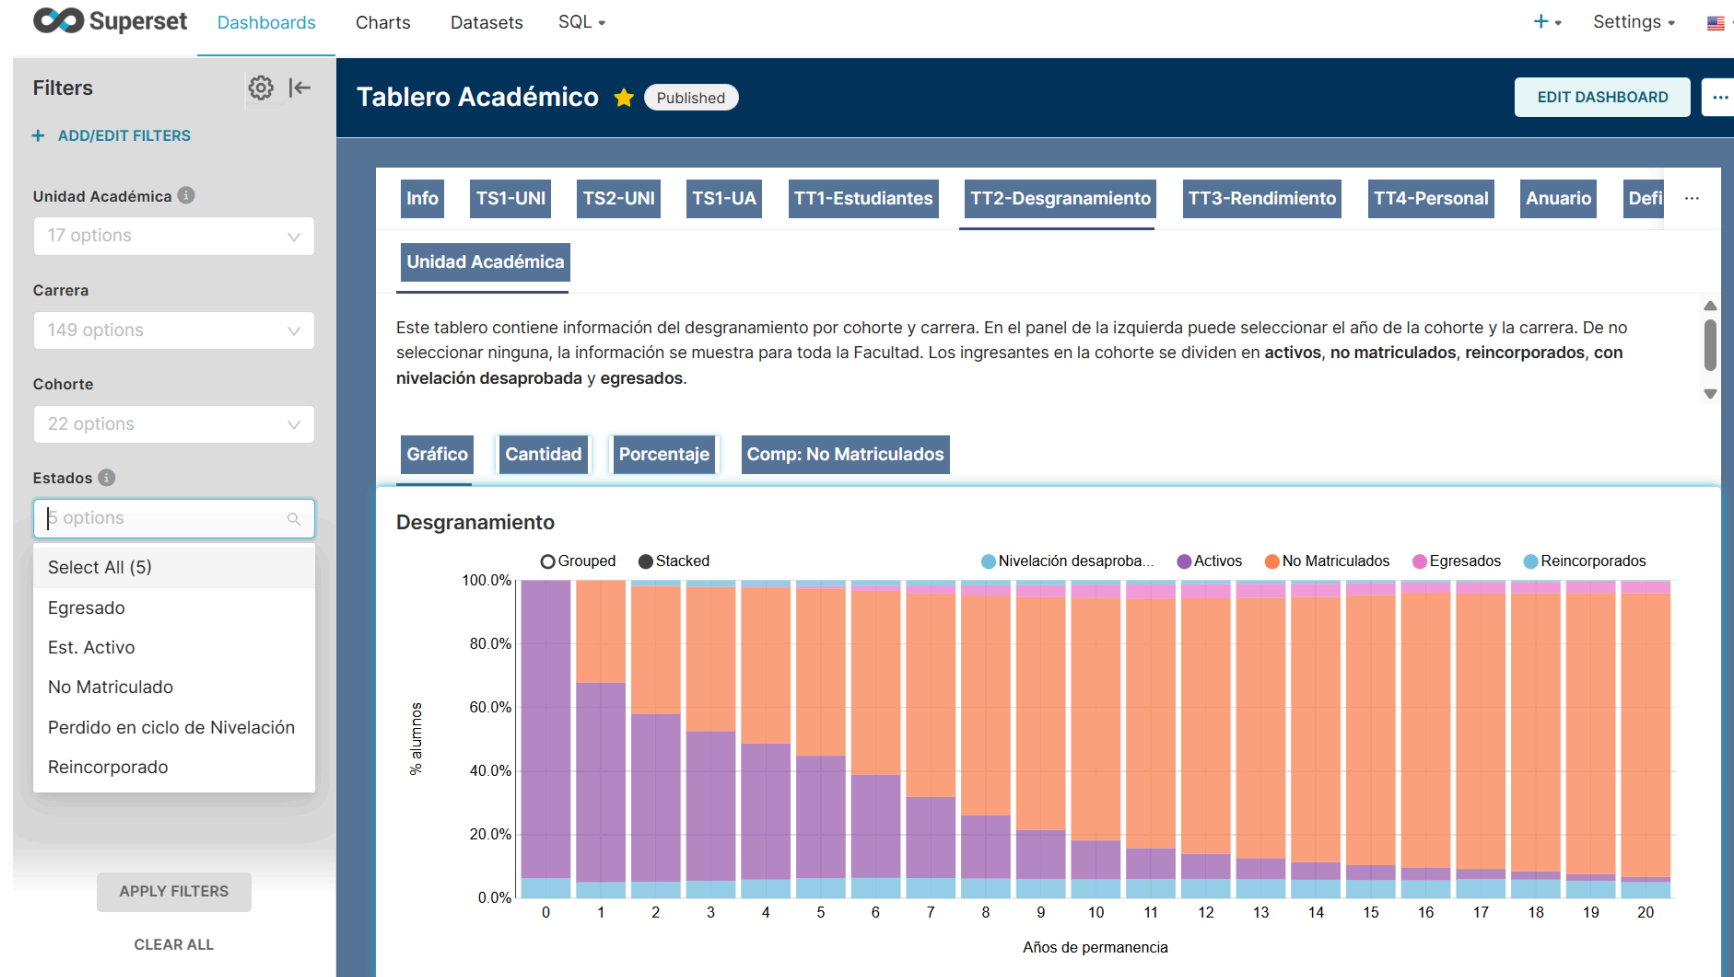 Superset Dashboards Charts Datasets SQL Settings
Filters
ADD/EDIT FILTERS
Unidad Académica
17 options
Carrera
149 options
Cohorte
22 options
Estados
5 options
Select All (5)
Egresado
Est. Activo
No Matriculado
Perdido en ciclo de Nivelación
Reincorporado
APPLY FILTERS
CLEAR ALL
Tablero Académico Published EDIT DASHBOARD ...
Info TS1-UNI TS2-UNI TS1-UA TT1-Estudiantes TT2-Desgranamiento TT3-Rendimiento TT4-Personal Anuario Defi ...
Unidad Académica
Este tablero contiene información del desgranamiento por cohorte y carrera. En el panel de la izquierda puede seleccionar el año de la cohorte y la carrera. De no
seleccionar ninguna, la información se muestra para toda la Facultad. Los ingresantes en la cohorte se dividen en activos, no matriculados, reincorporados, con
nivelación desaprobada y egresados.
Gráfico Cantidad Porcentaje Comp: No Matriculados
Desgranamiento
Grouped Stacked Nivelación desaproba... Activos No Matriculados Egresados Reincorporados
100.0%
80.0%
60.0%
40.0%
20.0%
0.0%
% alumnos
0 1 2 3 4 5 6 7 8 9 10 11 12 13 14 15 16 17 18 19 20
Años de permanencia